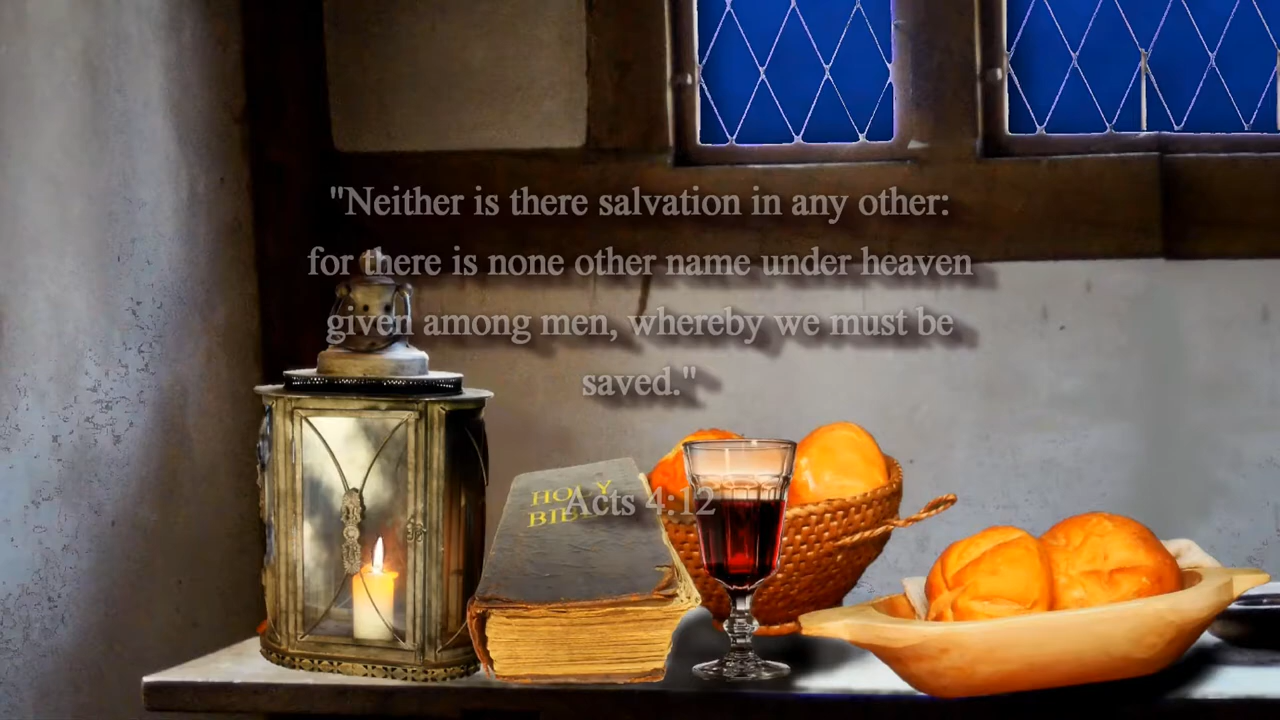 "Neither is there salvation in any other:
for there is none other name under heaven
given among men, whereby we must be
saved."
Acts 4:12
HOLY
BIBLE